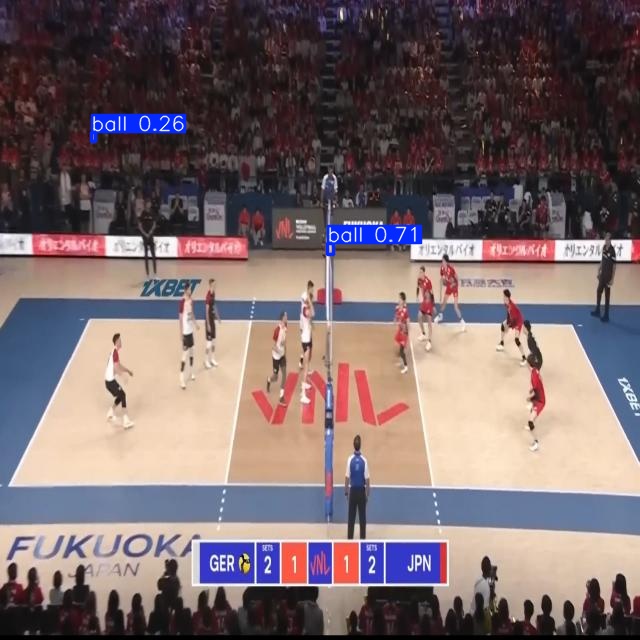 ball 0.26
ball 0.71
VNL
FUKUOKA
オリエンタルバイオ
オリエンタルバイオ
オリエンタルバイオ
オリエンタルバイオ
1XBET
1XBET
VNL
FUKUOKA
JAPAN
GER
SETS
2
1
VNL
1
SETS
2
JPN